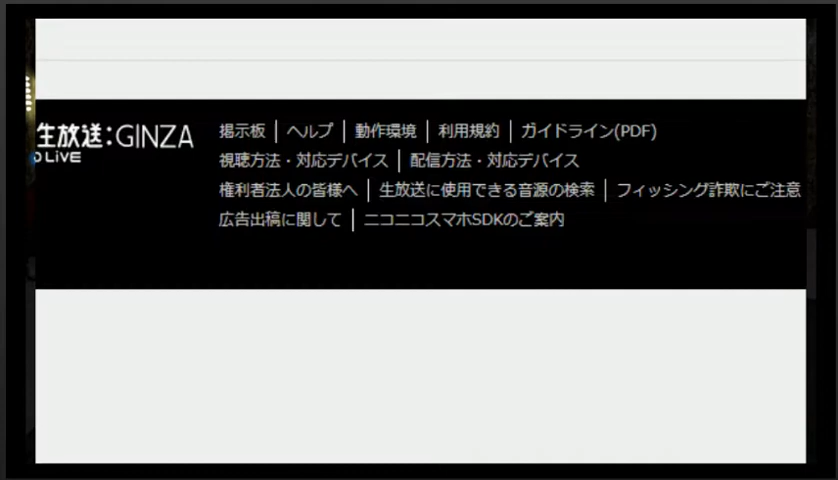 生放送:GINZA
O LIVE
掲示板 | ヘルプ | 動作環境 | 利用規約 | ガイドライン(PDF)
視聴方法・対応デバイス | 配信方法・対応デバイス
権利者法人の皆様へ | 生放送に使用できる音源の検索 | フィッシング詐欺にご注意
広告出稿に関して | ニコニコスマホSDKのご案内